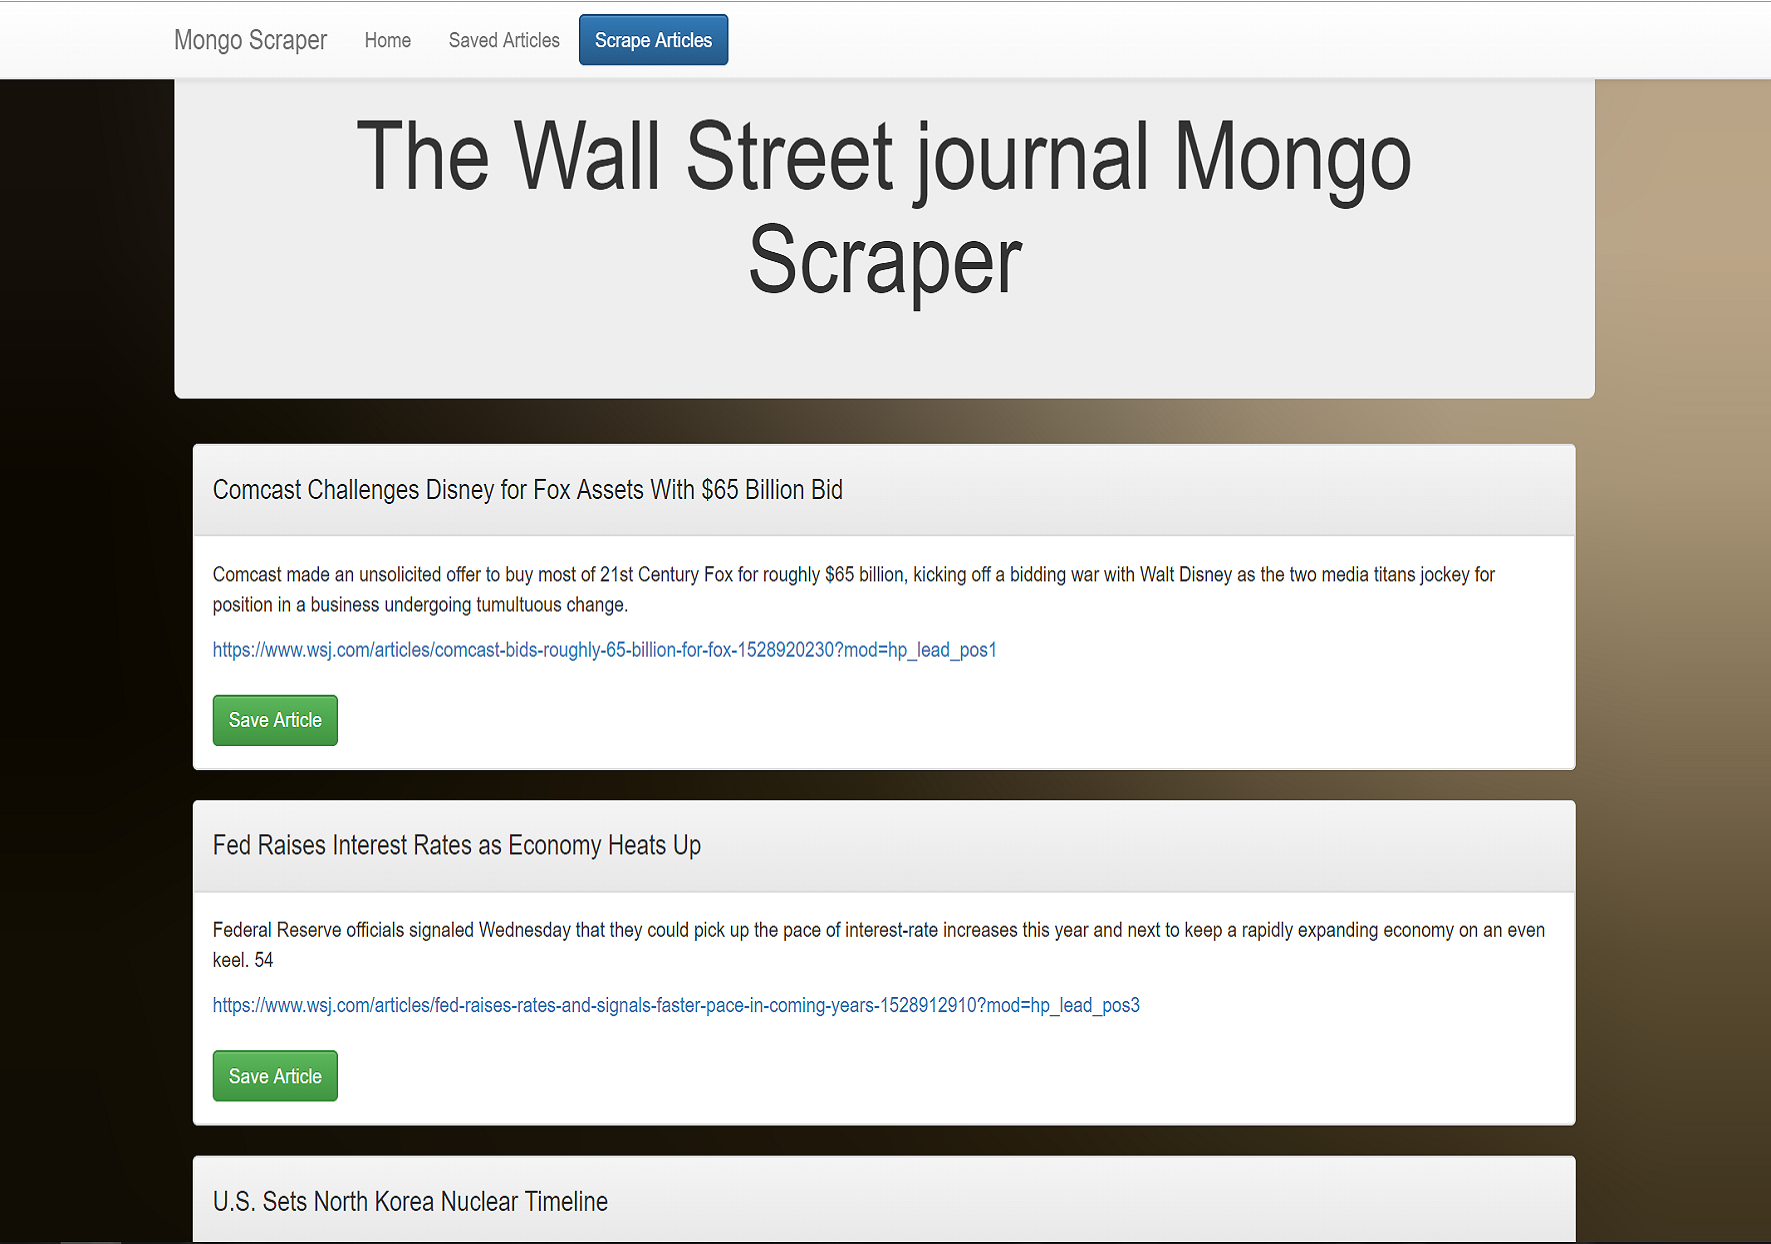 Mongo Scraper Home Saved Articles Scrape Articles
The Wall Street journal Mongo
Scraper
Comcast Challenges Disney for Fox Assets With $65 Billion Bid
Comcast made an unsolicited offer to buy most of 21st Century Fox for roughly $65 billion, kicking off a bidding war with Walt Disney as the two media titans jockey for
position in a business undergoing tumultuous change.
https://www.wsj.com/articles/comcast-bids-roughly-65-billion-for-fox-1528920230?mod=hp_lead_pos1
Save Article
Fed Raises Interest Rates as Economy Heats Up
Federal Reserve officials signaled Wednesday that they could pick up the pace of interest-rate increases this year and next to keep a rapidly expanding economy on an even
keel. 54
https://www.wsj.com/articles/fed-raises-rates-and-signals-faster-pace-in-coming-years-1528912910?mod=hp_lead_pos3
Save Article
U.S. Sets North Korea Nuclear Timeline